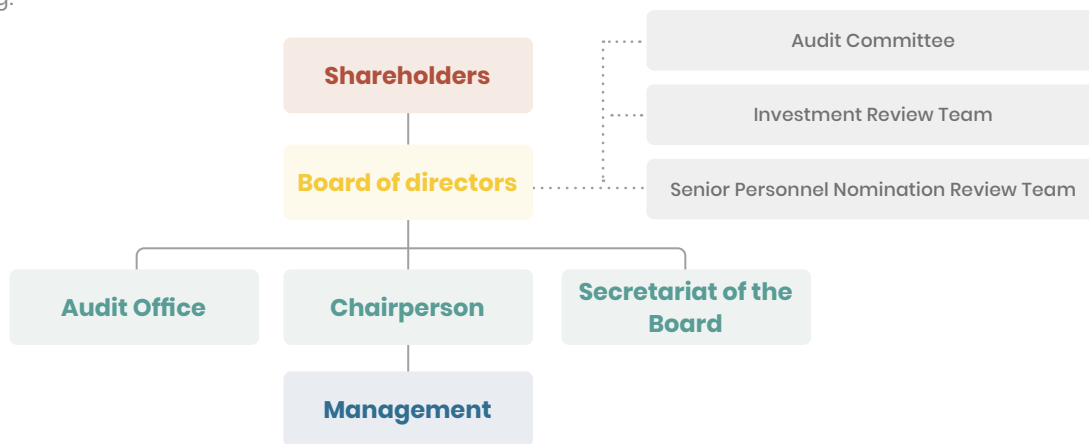 g.
Audit Committee
Shareholders
Investment Review Team
Board of directors
Senior Personnel Nomination Review Team
Audit Office
Chairperson
Secretariat of the
Board
Management